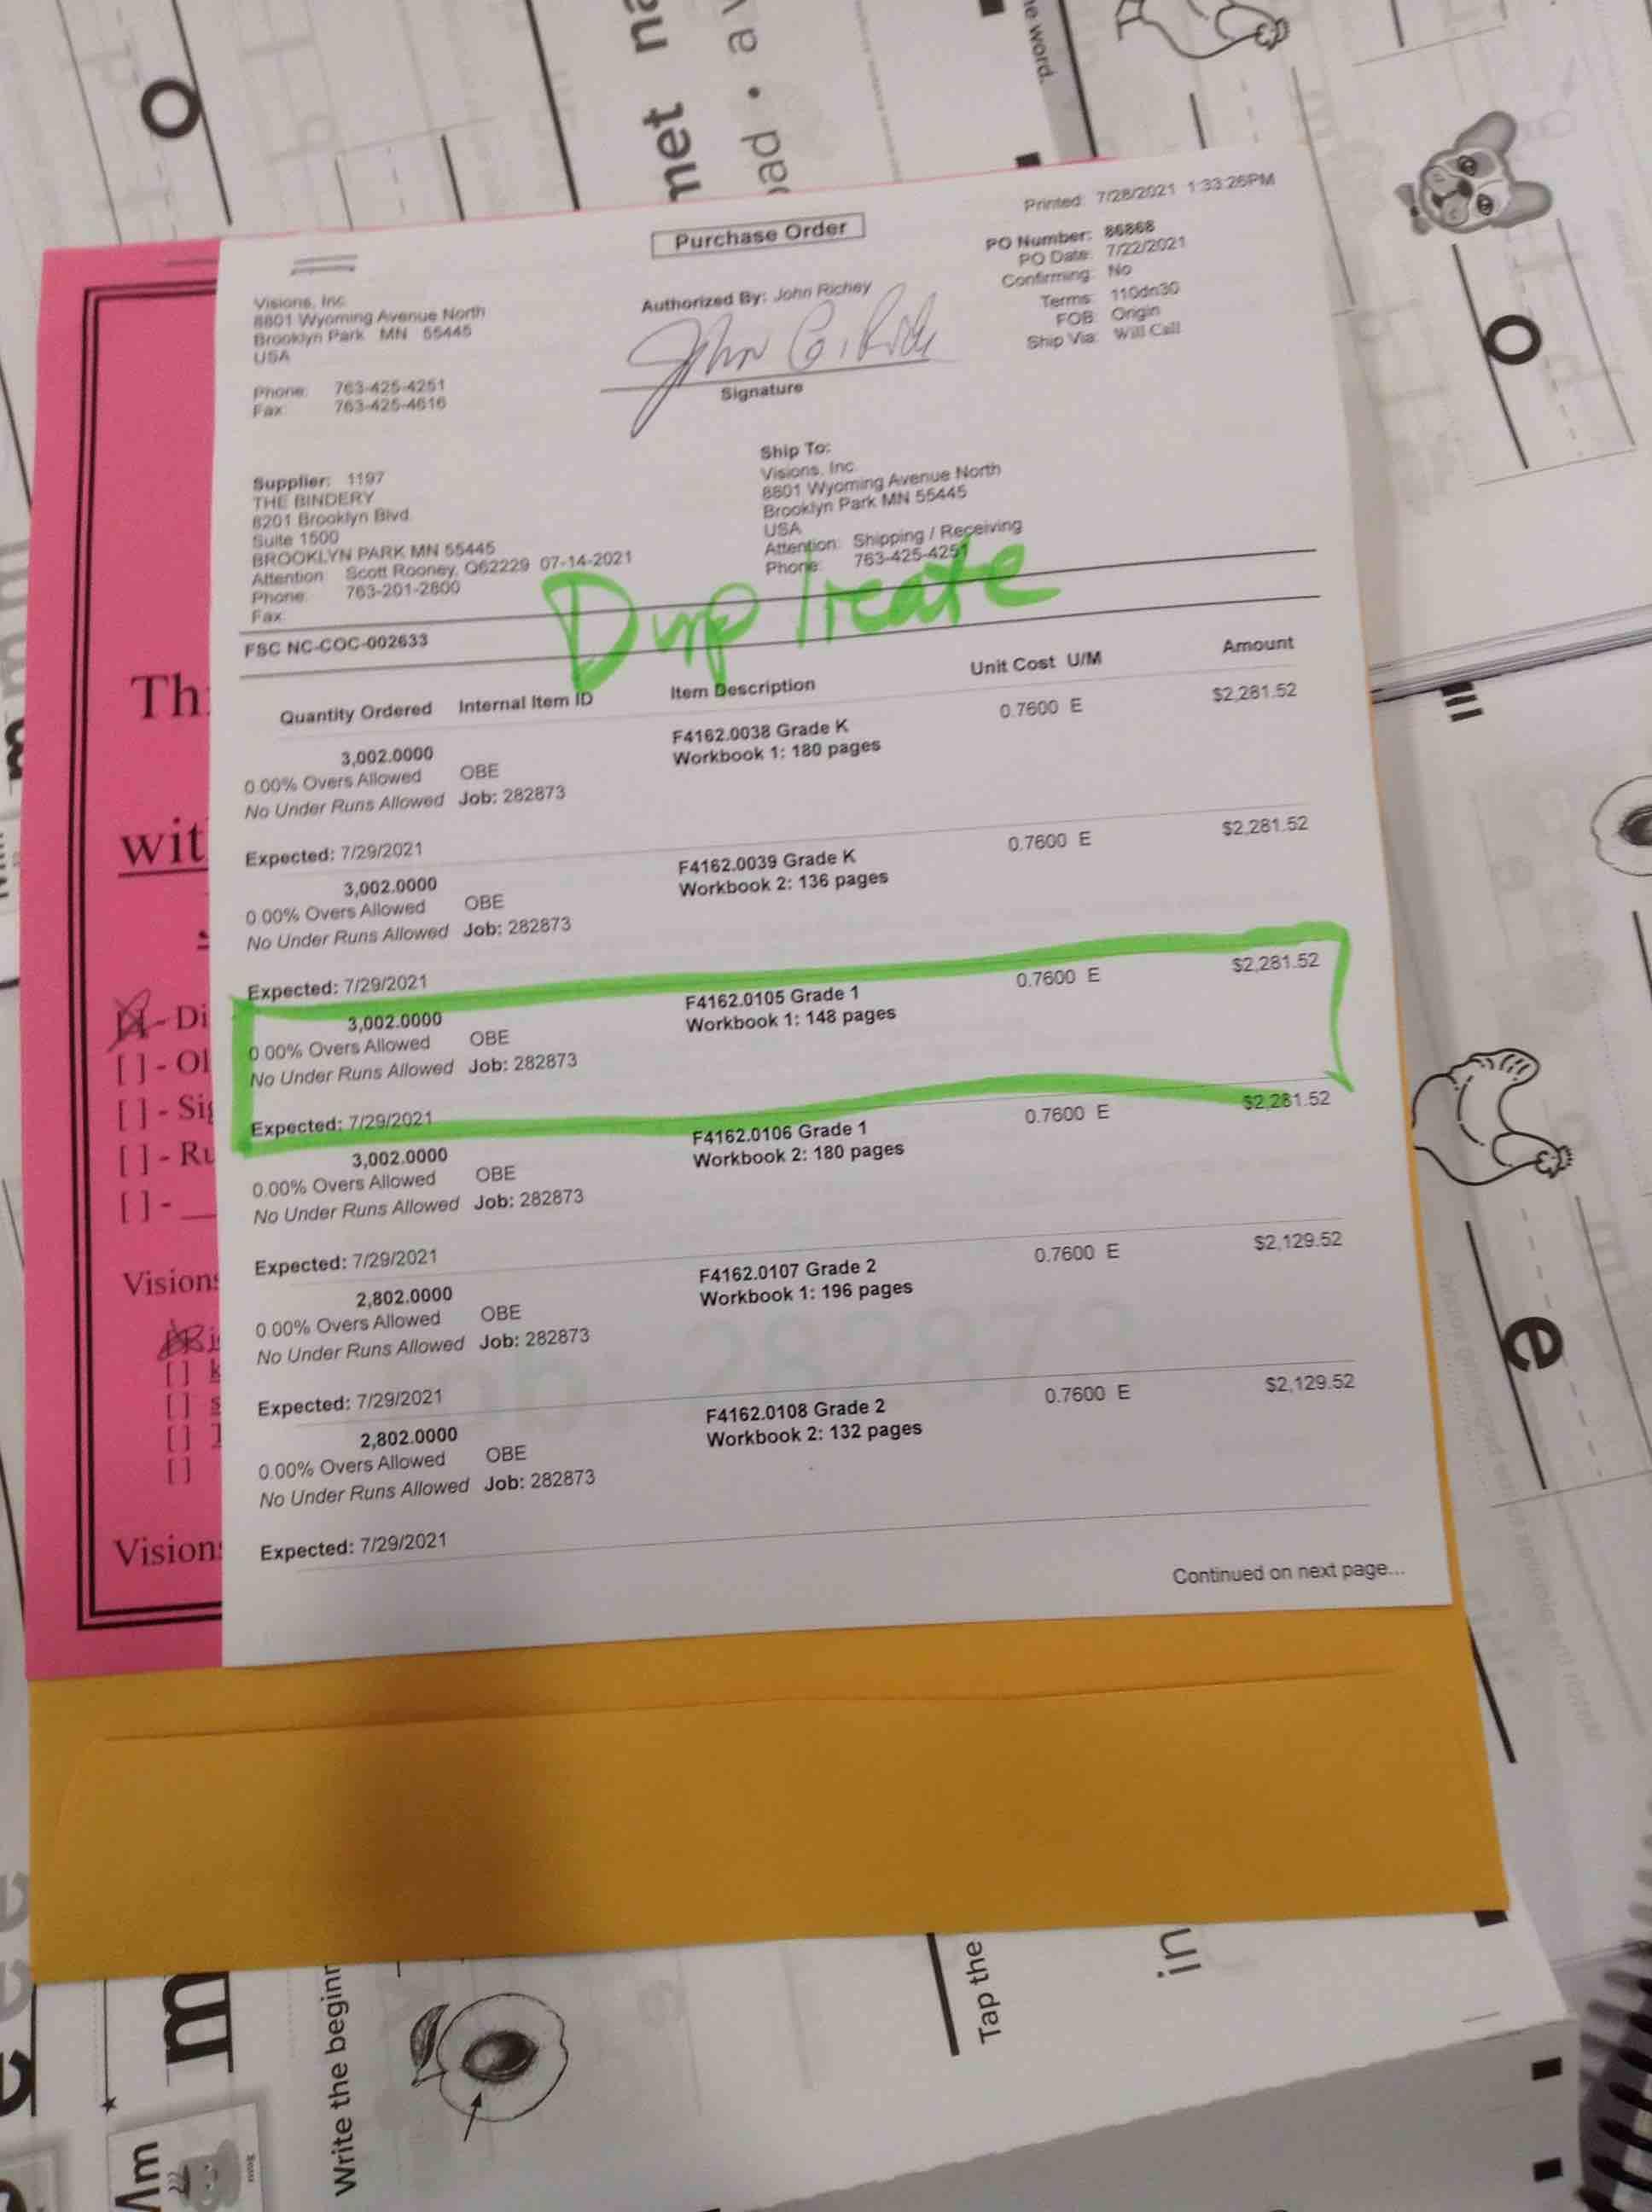 Purchase Order
Printed: 7/28/2021 1:33:26PM
PO Number: 86868
PO Date: 7/22/2021
Confirming: No
Terms: 110dn30
FOB: Origin
Ship Via: Will Call
Visions, Inc.
8801 Wyoming Avenue North
Brooklyn Park MN 55445
USA
Phone: 763-425-4251
Fax: 763-425-4616
Authorized By: John Richey
Signature
Supplier: 1197
THE BINDERY
8201 Brooklyn Blvd.
Suite 1500
BROOKLYN PARK MN 55445
Attention: Scott Rooney, Q62229 07-14-2021
Phone: 763-201-2800
Fax:
Ship To:
Visions, Inc.
8801 Wyoming Avenue North
Brooklyn Park MN 55445
USA
Attention: Shipping / Receiving
Phone: 763-425-4251
Duplicate
FSC NC-COC-002633
Quantity Ordered Internal Item ID Item Description Unit Cost U/M Amount
3,002.0000 F4162.0038 Grade K 0.7600 E $2,281.52
0.00% Overs Allowed OBE Workbook 1: 180 pages
No Under Runs Allowed Job: 282873
Expected: 7/29/2021
3,002.0000 F4162.0039 Grade K 0.7600 E $2,281.52
0.00% Overs Allowed OBE Workbook 2: 136 pages
No Under Runs Allowed Job: 282873
Expected: 7/29/2021
3,002.0000 F4162.0105 Grade 1 0.7600 E $2,281.52
0.00% Overs Allowed OBE Workbook 1: 148 pages
No Under Runs Allowed Job: 282873
Expected: 7/29/2021
3,002.0000 F4162.0106 Grade 1 0.7600 E $2,281.52
0.00% Overs Allowed OBE Workbook 2: 180 pages
No Under Runs Allowed Job: 282873
Expected: 7/29/2021
2,802.0000 F4162.0107 Grade 2 0.7600 E $2,129.52
0.00% Overs Allowed OBE Workbook 1: 196 pages
No Under Runs Allowed Job: 282873
Expected: 7/29/2021
2,802.0000 F4162.0108 Grade 2 0.7600 E $2,129.52
0.00% Overs Allowed OBE Workbook 2: 132 pages
No Under Runs Allowed Job: 282873
Expected: 7/29/2021
Continued on next page...
Visions
Vision
met
o
o
e
m
Write the
Tap the
in